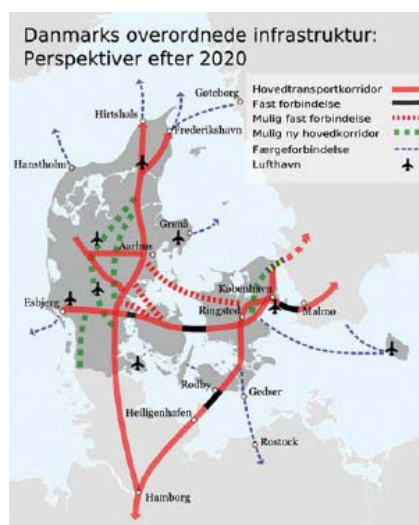 Danmarks overordnede infrastruktur:
Perspektiver efter 2020
Hovedtransportkorridor
Fast forbindelse
Mulig fast forbindelse
Mulig ny hovedkorridor
Færgeforbindelse
Lufthavn
Gøteborg
Hirtshals
Frederikshavn
Hanstholm
Grenå
Aarhus
København
Esbjerg
Ringsted
Malmø
Rødby
Gedser
Heiligenhafen
Rostock
Hamborg